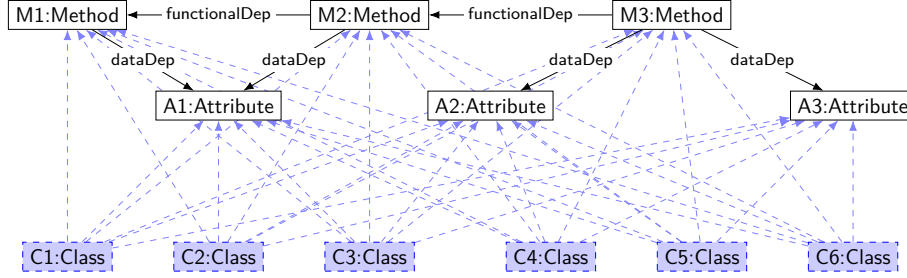 M1:Method functionalDep M2:Method functionalDep M3:Method
dataDep dataDep dataDep dataDep
A1:Attribute A2:Attribute A3:Attribute
C1:Class C2:Class C3:Class C4:Class C5:Class C6:Class